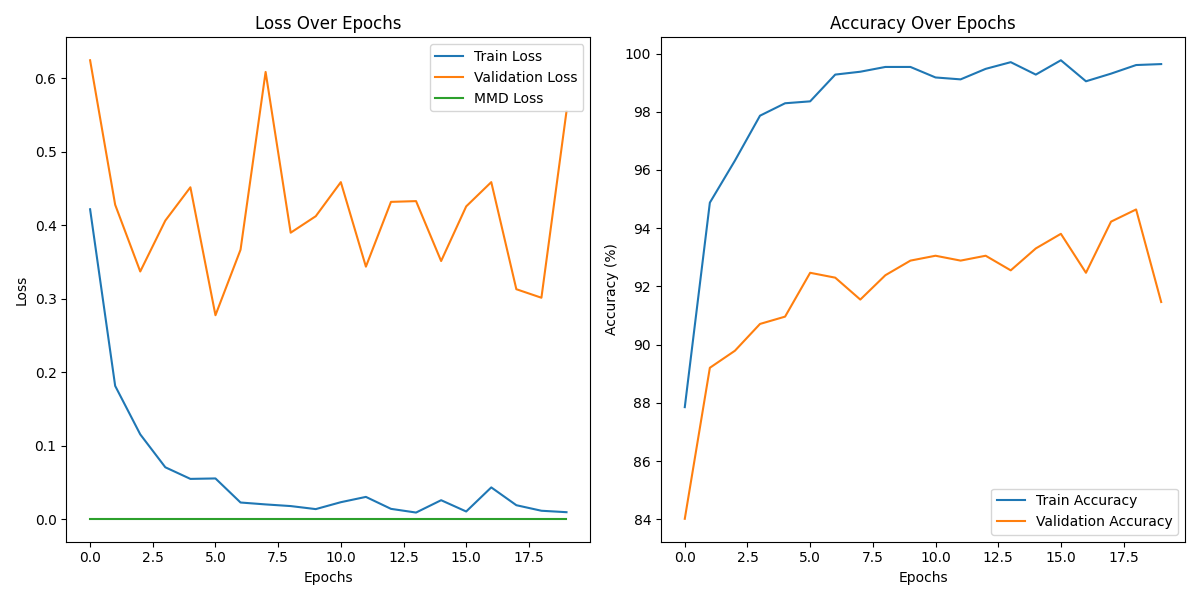 Loss Over Epochs
Train Loss
Validation Loss
MMD Loss
0.6
0.5
0.4
0.3
0.2
0.1
0.0
Loss
0.0 2.5 5.0 7.5 10.0 12.5 15.0 17.5
Epochs
Accuracy Over Epochs
100
98
96
94
92
90
88
86
84
Accuracy (%)
Train Accuracy
Validation Accuracy
0.0 2.5 5.0 7.5 10.0 12.5 15.0 17.5
Epochs